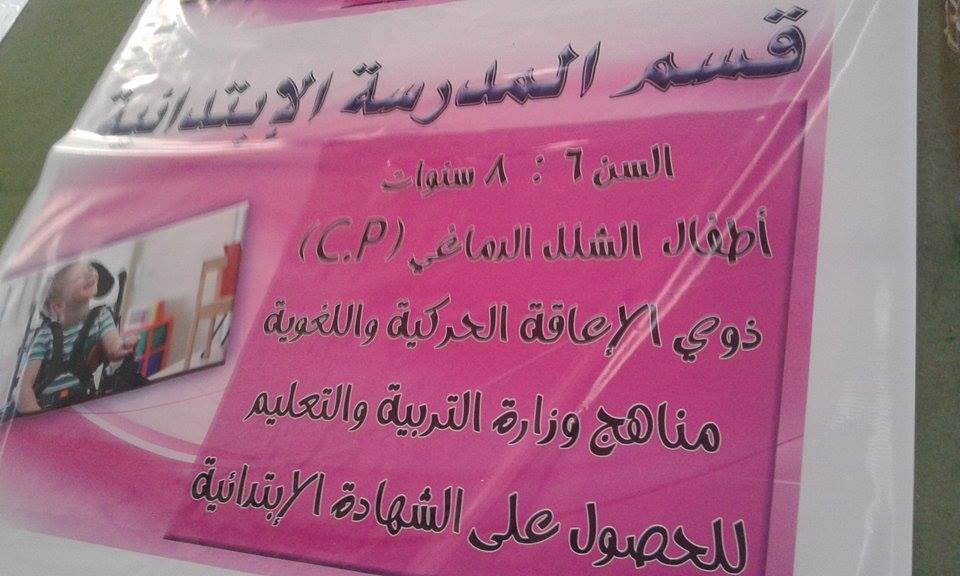 قسم المدرسة الإبتدائية
السن ٦ : ٨ سنوات
أطفال الشلل الدماغي (C.P)
ذوي الإعاقة الحركية واللغوية
مناهج وزارة التربية والتعليم
للحصول على الشهادة الإبتدائية